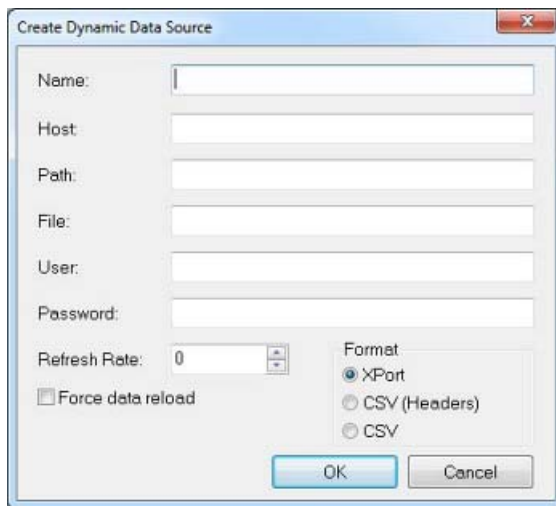 Create Dynamic Data Source
Name:
Host:
Path:
File:
User:
Password:
Refresh Rate: 0
Format
XPort
Force data reload
CSV (Headers)
CSV
OK Cancel